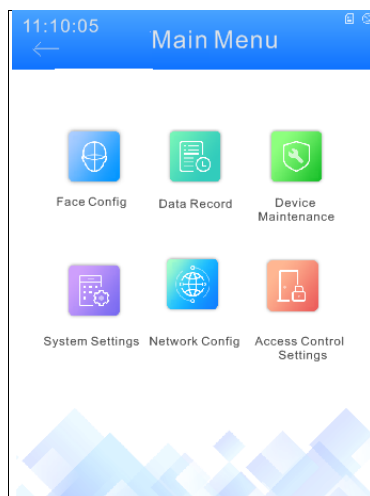 11:10:05
Main Menu
Face Config
Data Record
Device
Maintenance
System Settings
Network Config
Access Control
Settings